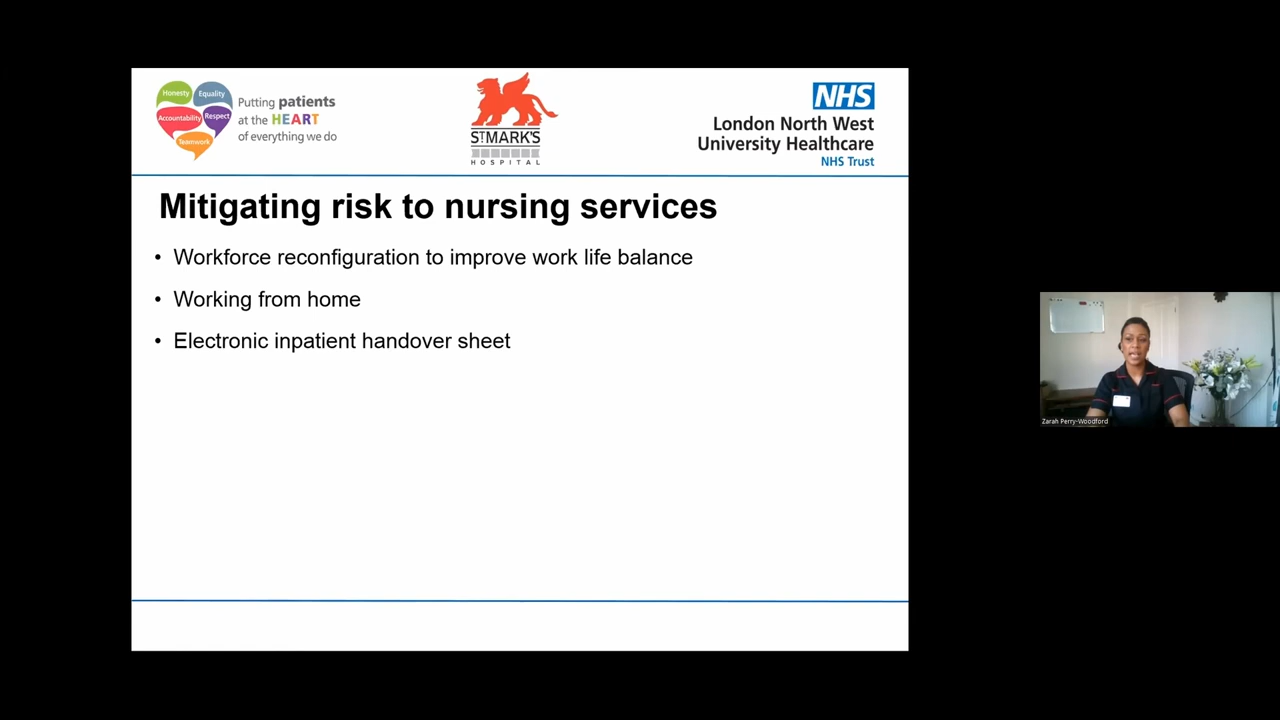 Honesty
Equality
Accountability
Respect
Teamwork
Putting patients
at the HEART
of everything we do
ST MARK'S
HOSPITAL
NHS
London North West
University Healthcare
NHS Trust
Mitigating risk to nursing services
• Workforce reconfiguration to improve work life balance
• Working from home
• Electronic inpatient handover sheet
Zarah Perry-Woodford